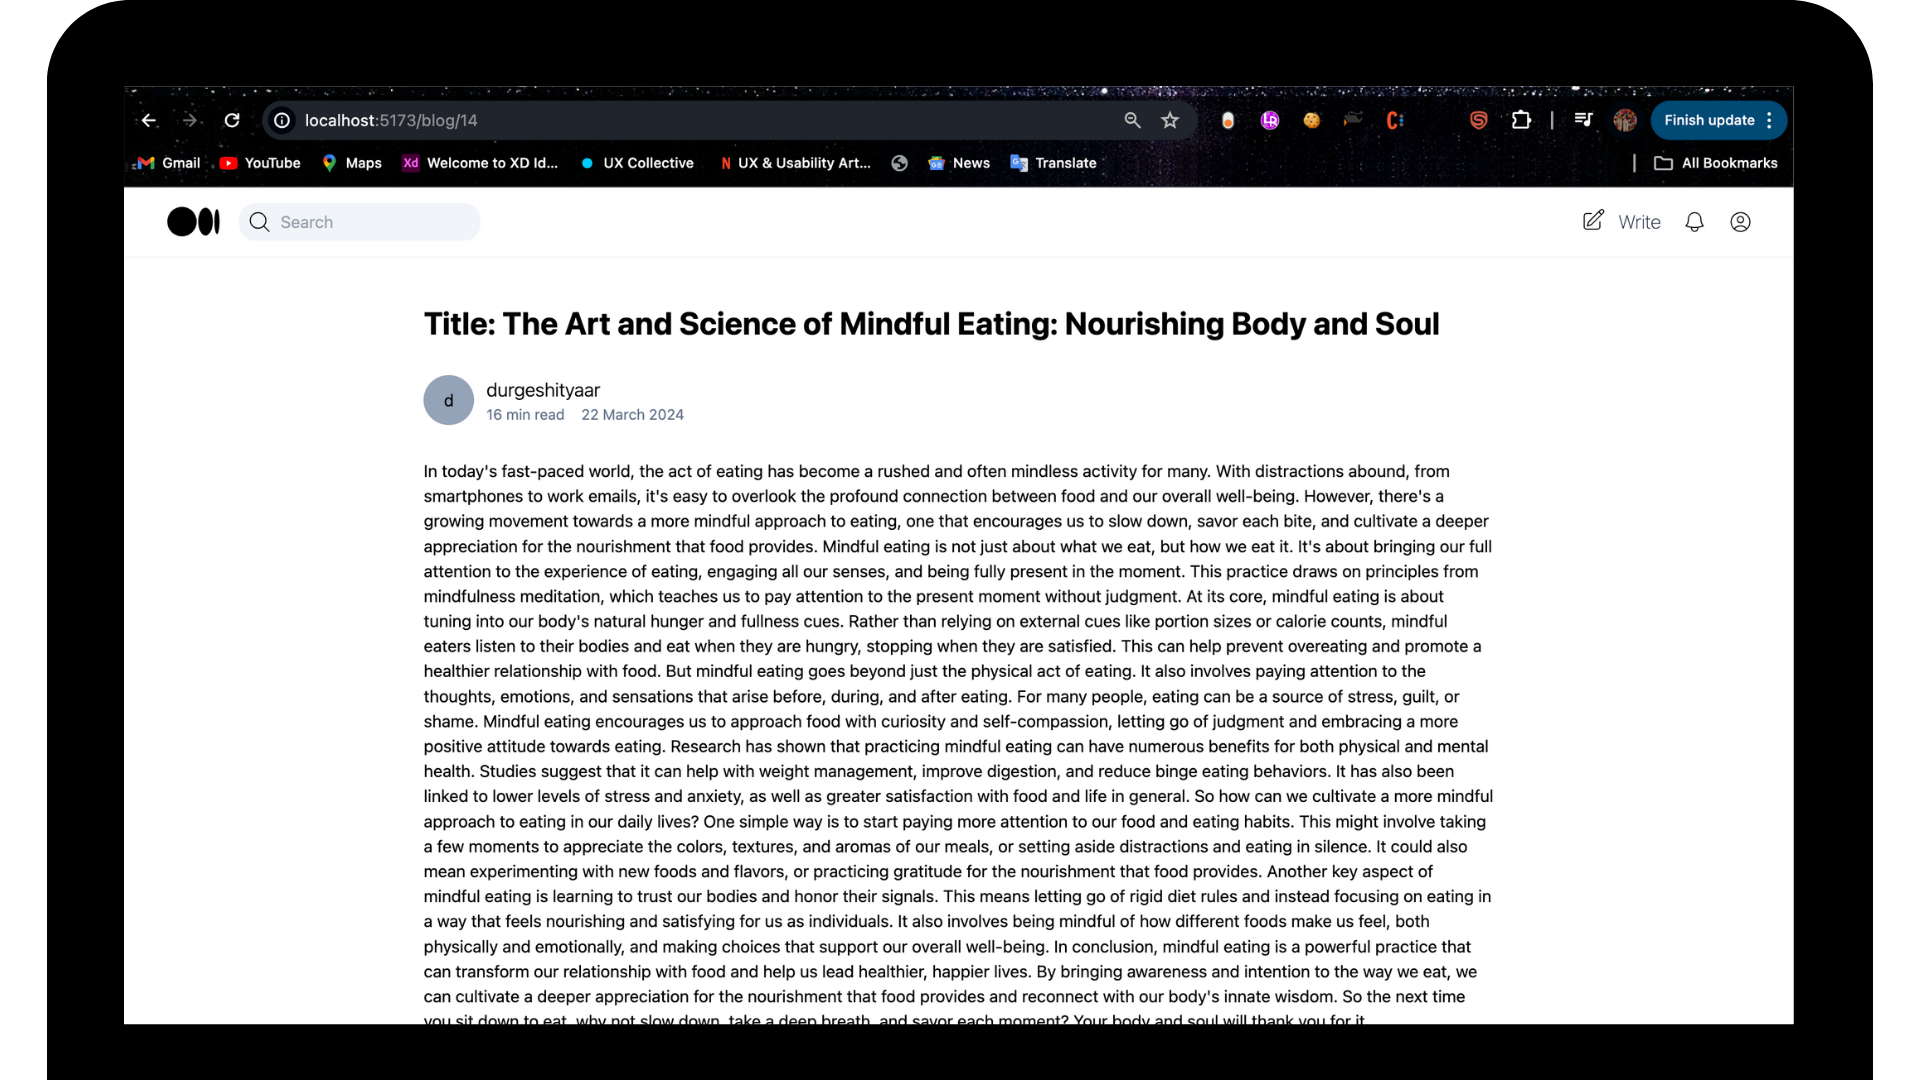 localhost:5173/blog/14
Finish update
Gmail YouTube Maps Xd Welcome to XD Id... UX Collective N UX & Usability Art... News Translate All Bookmarks
Search
Write
Title: The Art and Science of Mindful Eating: Nourishing Body and Soul
d
durgeshityaar
16 min read 22 March 2024
In today's fast-paced world, the act of eating has become a rushed and often mindless activity for many. With distractions abound, from
smartphones to work emails, it's easy to overlook the profound connection between food and our overall well-being. However, there's a
growing movement towards a more mindful approach to eating, one that encourages us to slow down, savor each bite, and cultivate a deeper
appreciation for the nourishment that food provides. Mindful eating is not just about what we eat, but how we eat it. It's about bringing our full
attention to the experience of eating, engaging all our senses, and being fully present in the moment. This practice draws on principles from
mindfulness meditation, which teaches us to pay attention to the present moment without judgment. At its core, mindful eating is about
tuning into our body's natural hunger and fullness cues. Rather than relying on external cues like portion sizes or calorie counts, mindful
eaters listen to their bodies and eat when they are hungry, stopping when they are satisfied. This can help prevent overeating and promote a
healthier relationship with food. But mindful eating goes beyond just the physical act of eating. It also involves paying attention to the
thoughts, emotions, and sensations that arise before, during, and after eating. For many people, eating can be a source of stress, guilt, or
shame. Mindful eating encourages us to approach food with curiosity and self-compassion, letting go of judgment and embracing a more
positive attitude towards eating. Research has shown that practicing mindful eating can have numerous benefits for both physical and mental
health. Studies suggest that it can help with weight management, improve digestion, and reduce binge eating behaviors. It has also been
linked to lower levels of stress and anxiety, as well as greater satisfaction with food and life in general. So how can we cultivate a more mindful
approach to eating in our daily lives? One simple way is to start paying more attention to our food and eating habits. This might involve taking
a few moments to appreciate the colors, textures, and aromas of our meals, or setting aside distractions and eating in silence. It could also
mean experimenting with new foods and flavors, or practicing gratitude for the nourishment that food provides. Another key aspect of
mindful eating is learning to trust our bodies and honor their signals. This means letting go of rigid diet rules and instead focusing on eating in
a way that feels nourishing and satisfying for us as individuals. It also involves being mindful of how different foods make us feel, both
physically and emotionally, and making choices that support our overall well-being. In conclusion, mindful eating is a powerful practice that
can transform our relationship with food and help us lead healthier, happier lives. By bringing awareness and intention to the way we eat, we
can cultivate a deeper appreciation for the nourishment that food provides and reconnect with our body's innate wisdom. So the next time
you sit down to eat, why not slow down, take a deep breath, and savor each moment? Your body and soul will thank you for it.